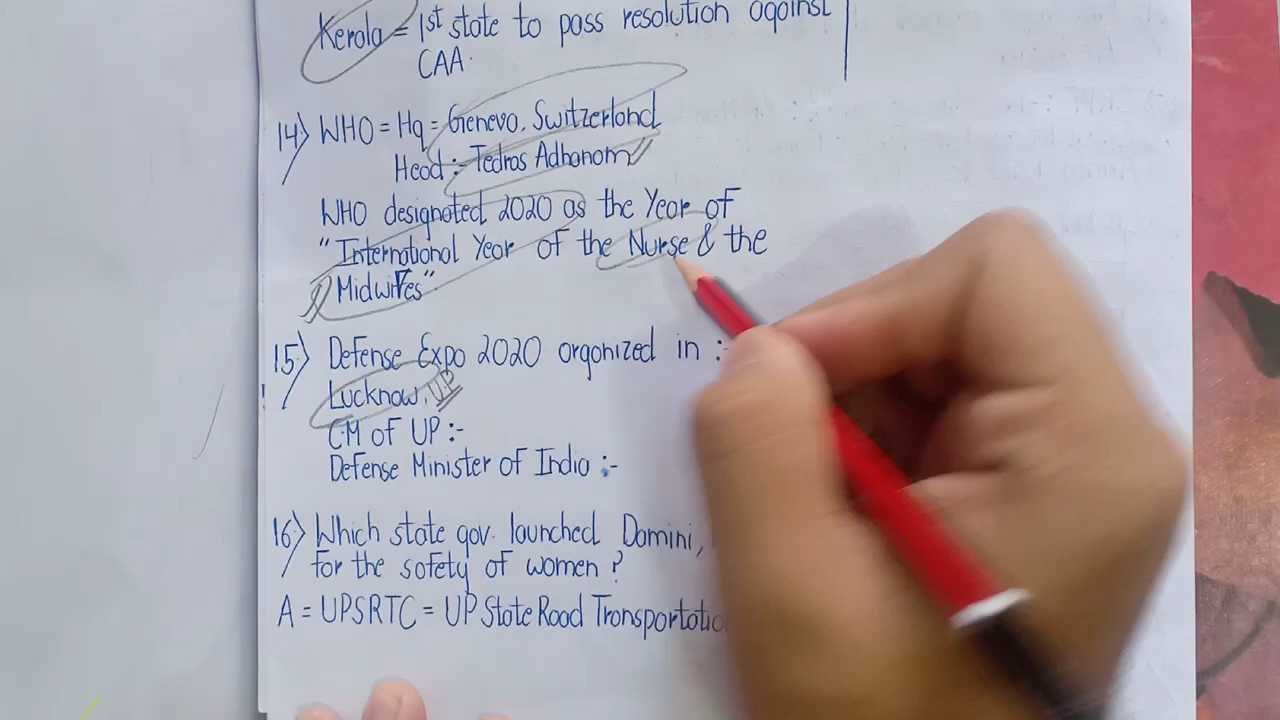 Kerala = 1st state to pass resolution against
CAA.
14) WHO = Hq = Geneva, Switzerland
Head :- Tedros Adhanom
WHO designated 2020 as the Year of
"International Year of the Nurse & the
Midwifes"
15) Defense Expo 2020 organized in :-
Lucknow, U.P
CM of UP :-
Defense Minister of India :-
16) Which state gov. launched Damini,
for the safety of women ?
A = UPSRTC = UP State Road